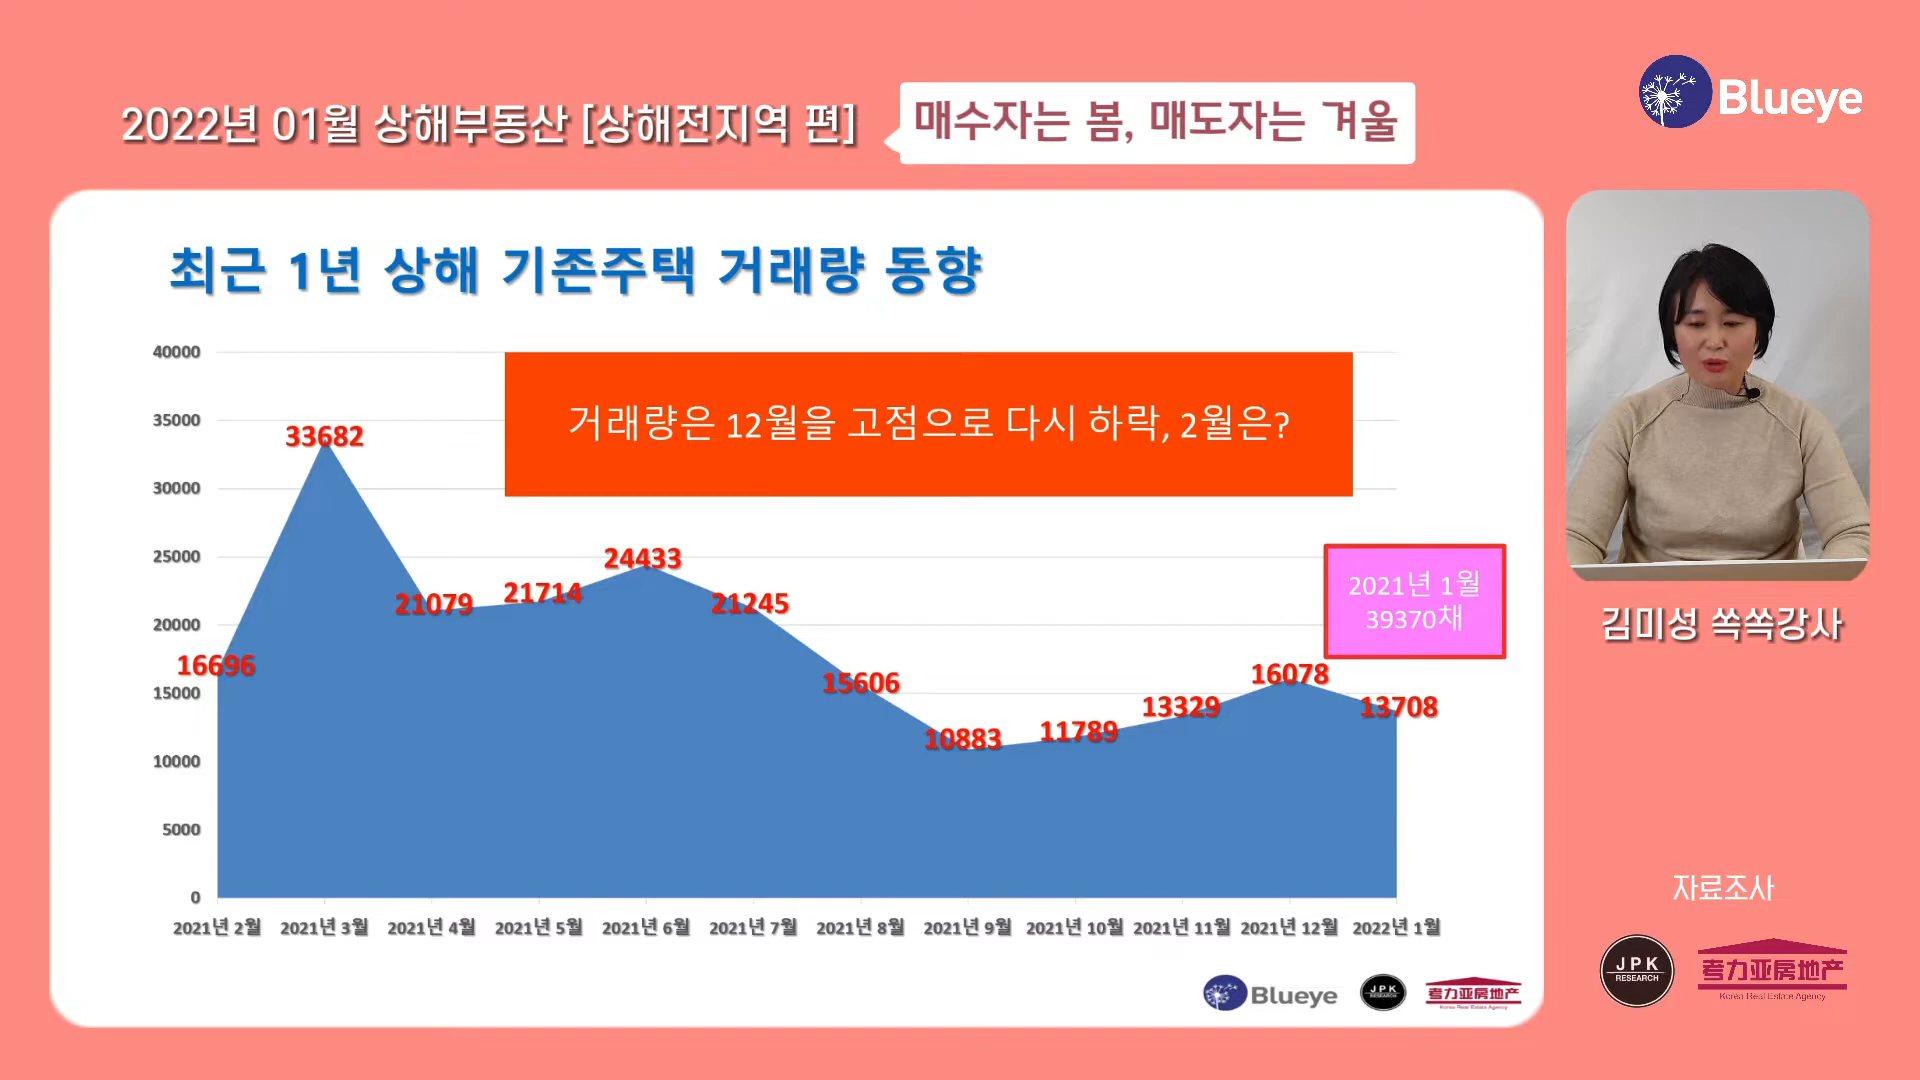 2022년 01월 상해부동산 [상해전지역 편]
매수자는 봄, 매도자는 겨울
Blueye
최근 1년 상해 기존주택 거래량 동향
거래량은 12월을 고점으로 다시 하락, 2월은?
40000
35000
30000
25000
20000
15000
10000
5000
0
16696
33682
21079
21714
24433
21245
15606
10883
11789
13329
16078
13708
2021년 1월
39370채
2021년 2월
2021년 3월
2021년 4월
2021년 5월
2021년 6월
2021년 7월
2021년 8월
2021년 9월
2021년 10월
2021년 11월
2021년 12월
2022년 1월
Blueye
JPK
RESEARCH
考力亚房地产
Korea Real Estate Agency
김미성 쏙쏙강사
자료조사
JPK
RESEARCH
考力亚房地产
Korea Real Estate Agency